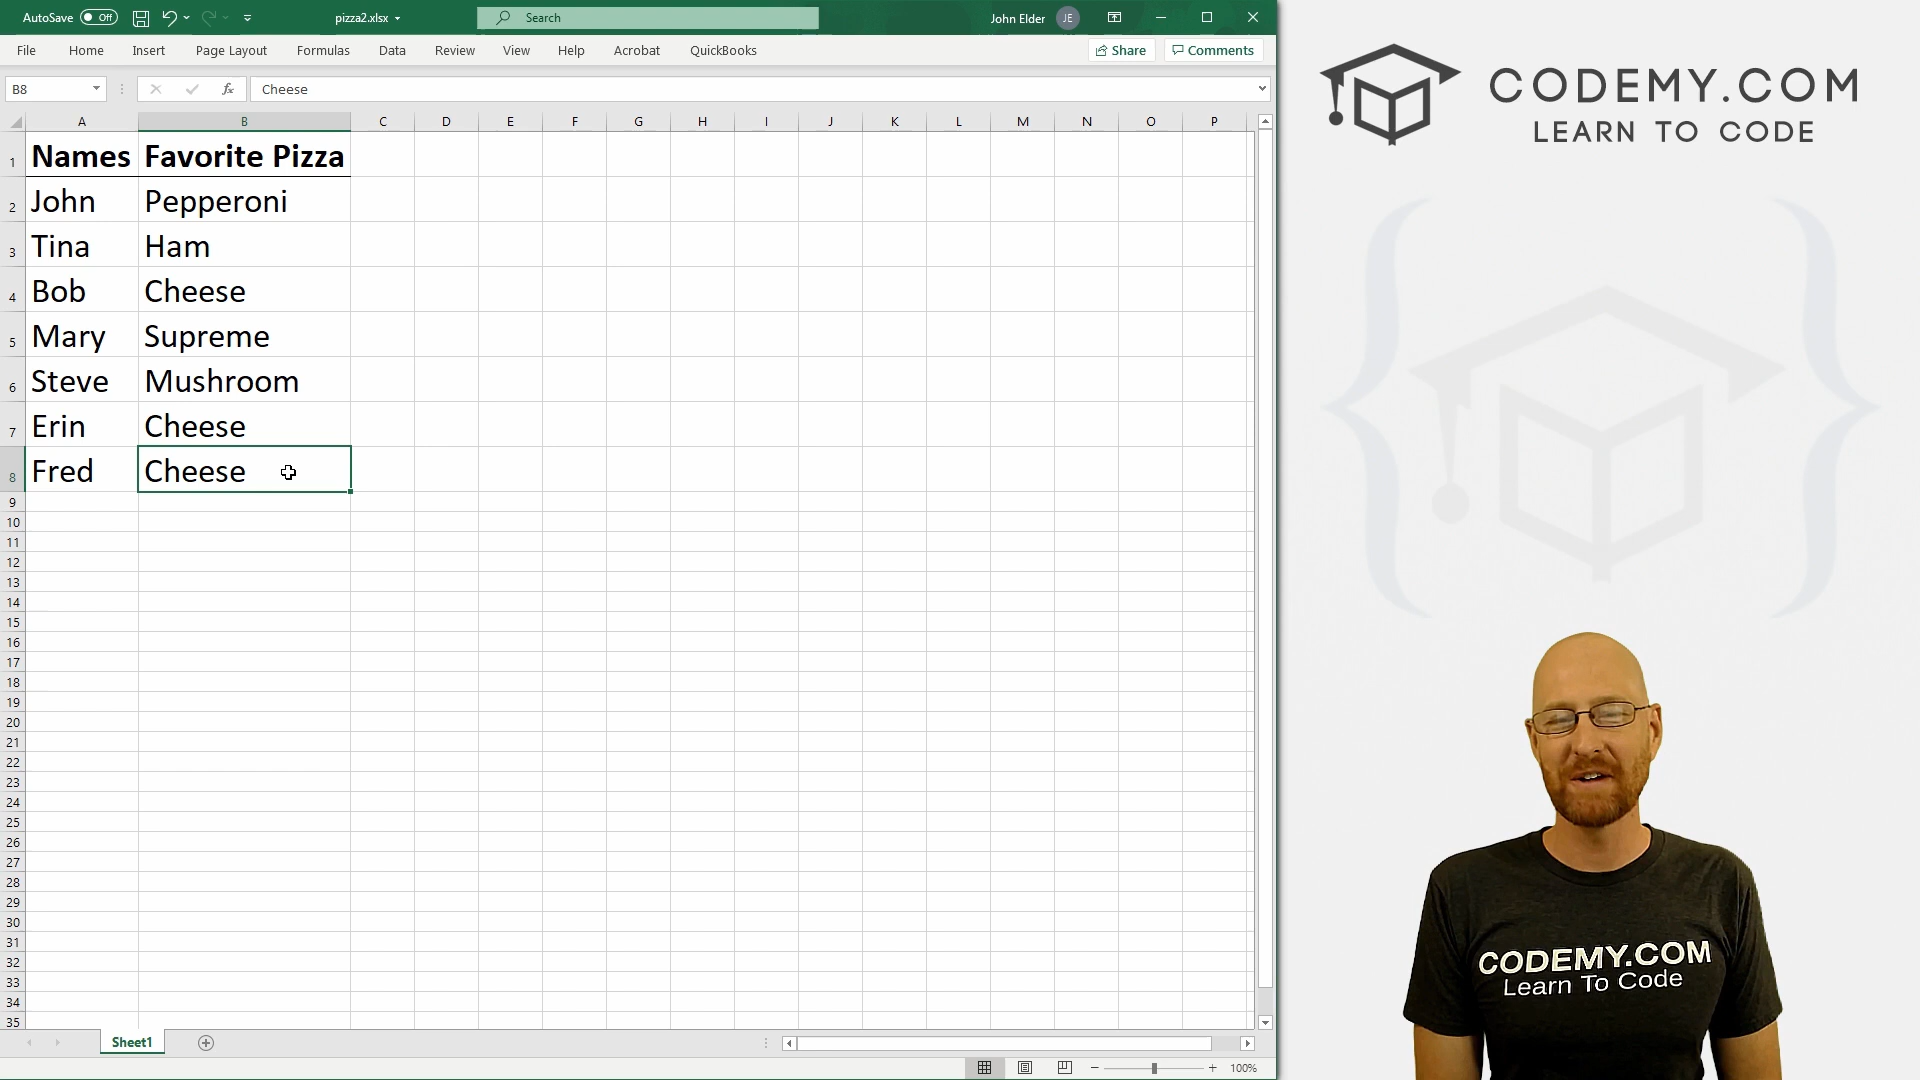 AutoSave Off pizza2.xlsx Search John Elder JE
File Home Insert Page Layout Formulas Data Review View Help Acrobat QuickBooks Share Comments
B8 fx Cheese
A B C D E F G H I J K L M N O P
1 Names Favorite Pizza
2 John Pepperoni
3 Tina Ham
4 Bob Cheese
5 Mary Supreme
6 Steve Mushroom
7 Erin Cheese
8 Fred Cheese
9
10
11
12
13
14
15
16
17
18
19
20
21
22
23
24
25
26
27
28
29
30
31
32
33
34
35
Sheet1
100%
CODEMY.COM
LEARN TO CODE
CODEMY.COM
Learn To Code